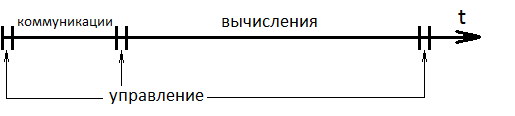 коммуникации
вычисления
t
управление